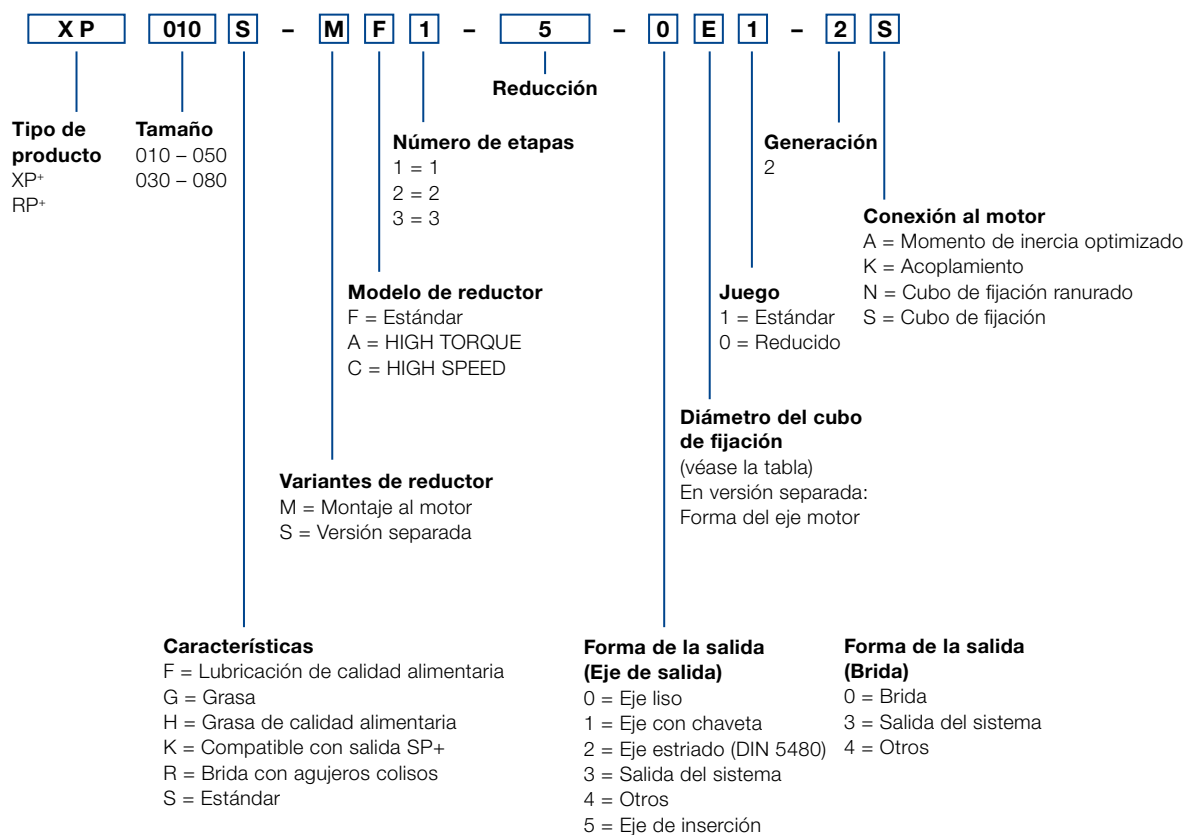 X P 010 S – M F 1 – 5 – 0 E 1 – 2 S
Reducción
Tipo de
producto
XP+
RP+
Tamaño
010 – 050
030 – 080
Número de etapas
1 = 1
2 = 2
3 = 3
Generación
2
Conexión al motor
A = Momento de inercia optimizado
K = Acoplamiento
N = Cubo de fijación ranurado
S = Cubo de fijación
Modelo de reductor
F = Estándar
A = HIGH TORQUE
C = HIGH SPEED
Juego
1 = Estándar
0 = Reducido
Diámetro del cubo
de fijación
(véase la tabla)
En versión separada:
Forma del eje motor
Variantes de reductor
M = Montaje al motor
S = Versión separada
Características
F = Lubricación de calidad alimentaria
G = Grasa
H = Grasa de calidad alimentaria
K = Compatible con salida SP+
R = Brida con agujeros colisos
S = Estándar
Forma de la salida
(Eje de salida)
0 = Eje liso
1 = Eje con chaveta
2 = Eje estriado (DIN 5480)
3 = Salida del sistema
4 = Otros
5 = Eje de inserción
Forma de la salida
(Brida)
0 = Brida
3 = Salida del sistema
4 = Otros